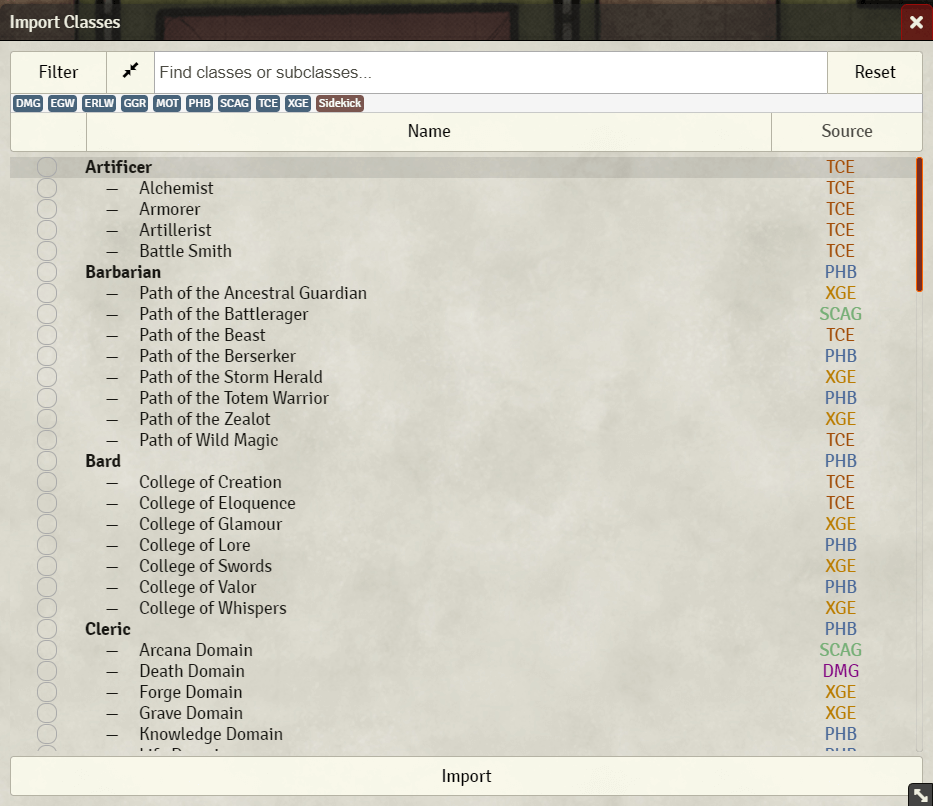 Import Classes
Filter Find classes or subclasses... Reset
DMG EGW ERLW GGR MOT PHB SCAG TCE XGE Sidekick
Name Source
Artificer TCE
— Alchemist TCE
— Armorer TCE
— Artillerist TCE
— Battle Smith TCE
Barbarian PHB
— Path of the Ancestral Guardian XGE
— Path of the Battlerager SCAG
— Path of the Beast TCE
— Path of the Berserker PHB
— Path of the Storm Herald XGE
— Path of the Totem Warrior PHB
— Path of the Zealot XGE
— Path of Wild Magic TCE
Bard PHB
— College of Creation TCE
— College of Eloquence TCE
— College of Glamour XGE
— College of Lore PHB
— College of Swords XGE
— College of Valor PHB
— College of Whispers XGE
Cleric PHB
— Arcana Domain SCAG
— Death Domain DMG
— Forge Domain XGE
— Grave Domain XGE
— Knowledge Domain PHB
Import